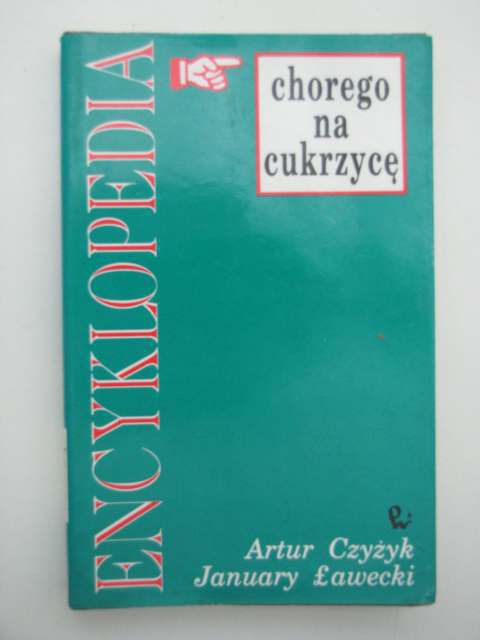 ENCYKLOPEDIA
chorego
na
cukrzycę
Artur Czyżyk
January Ławecki